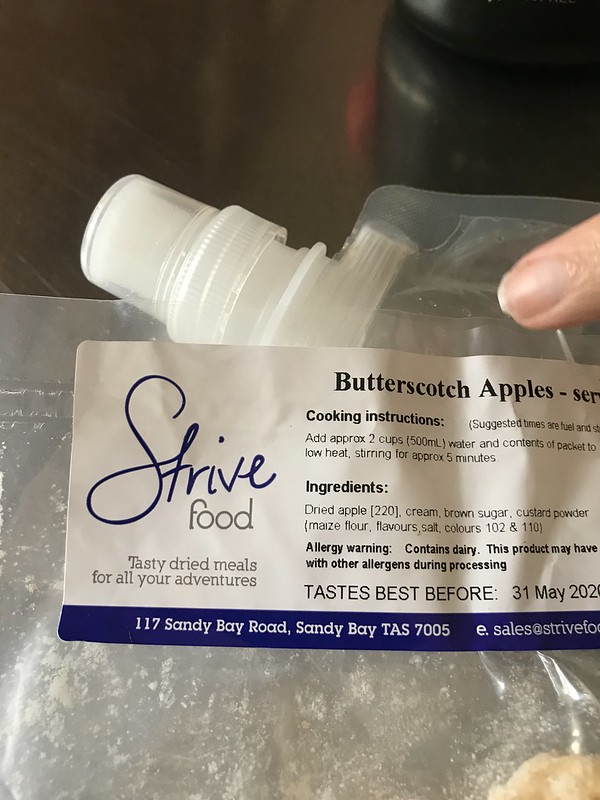 Strive
food
Tasty dried meals
for all your adventures
Butterscotch Apples -
Cooking instructions: (Suggested times are fuel and
Add approx 2 cups (500mL) water and contents of packet to
low heat, stirring for approx 5 minutes
Ingredients:
Dried apple [220], cream, brown sugar, custard powder
(maize flour, flavours,salt, colours 102 & 110)
Allergy warning: Contains dairy. This product may have
with other allergens during processing
TASTES BEST BEFORE: 31 May 2020
117 Sandy Bay Road, Sandy Bay TAS 7005 e. sales@strivefoo